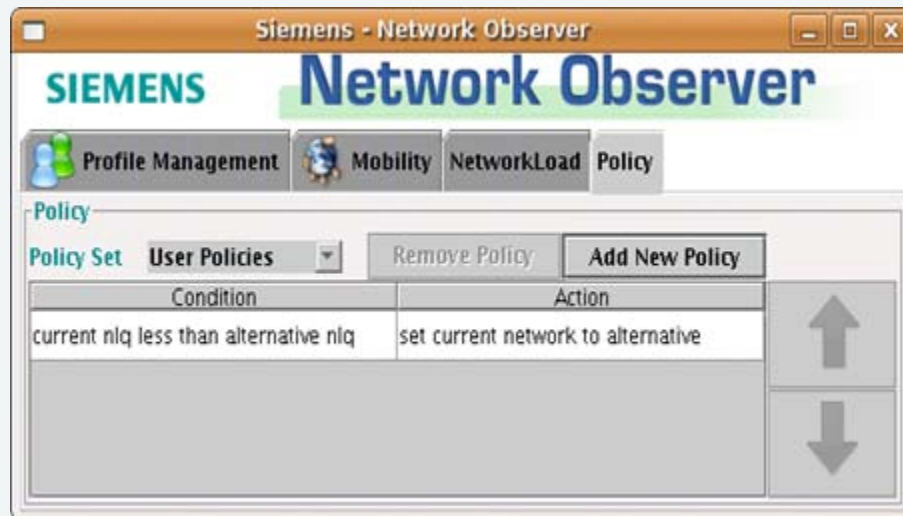 Siemens - Network Observer
SIEMENS Network Observer
Profile Management Mobility NetworkLoad Policy
Policy
Policy Set User Policies Remove Policy Add New Policy
Condition Action
current nlq less than alternative nlq set current network to alternative